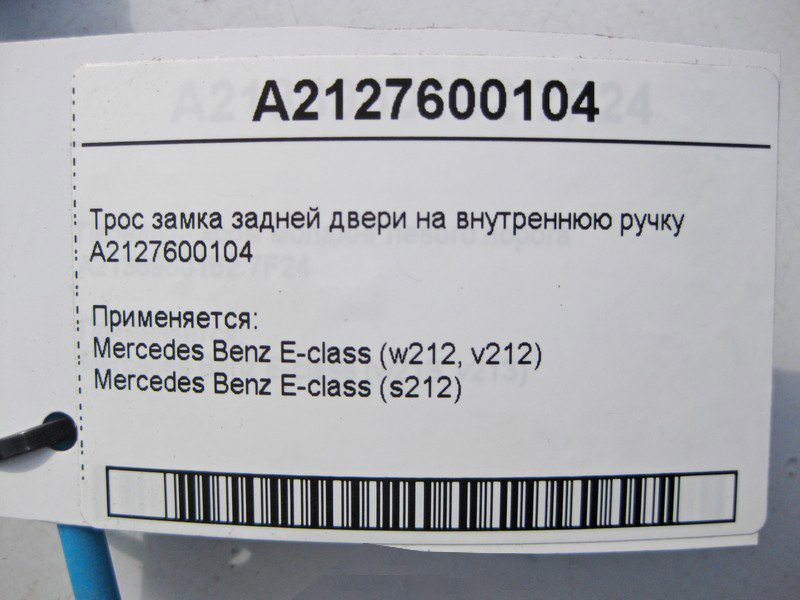 A2127600104
Трос замка задней двери на внутреннюю ручку
A2127600104
Применяется:
Mercedes Benz E-class (w212, v212)
Mercedes Benz E-class (s212)